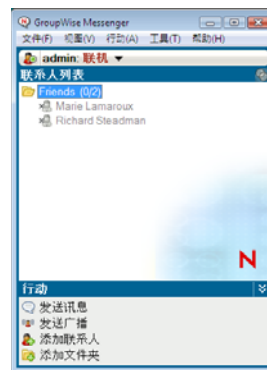 GroupWise Messenger
文件(F) 视图(V) 行动(A) 工具(T) 帮助(H)
admin: 联机
联系人列表
Friends (0/2)
Marie Lamaroux
Richard Steadman
N
行动
发送讯息
发送广播
添加联系人
添加文件夹